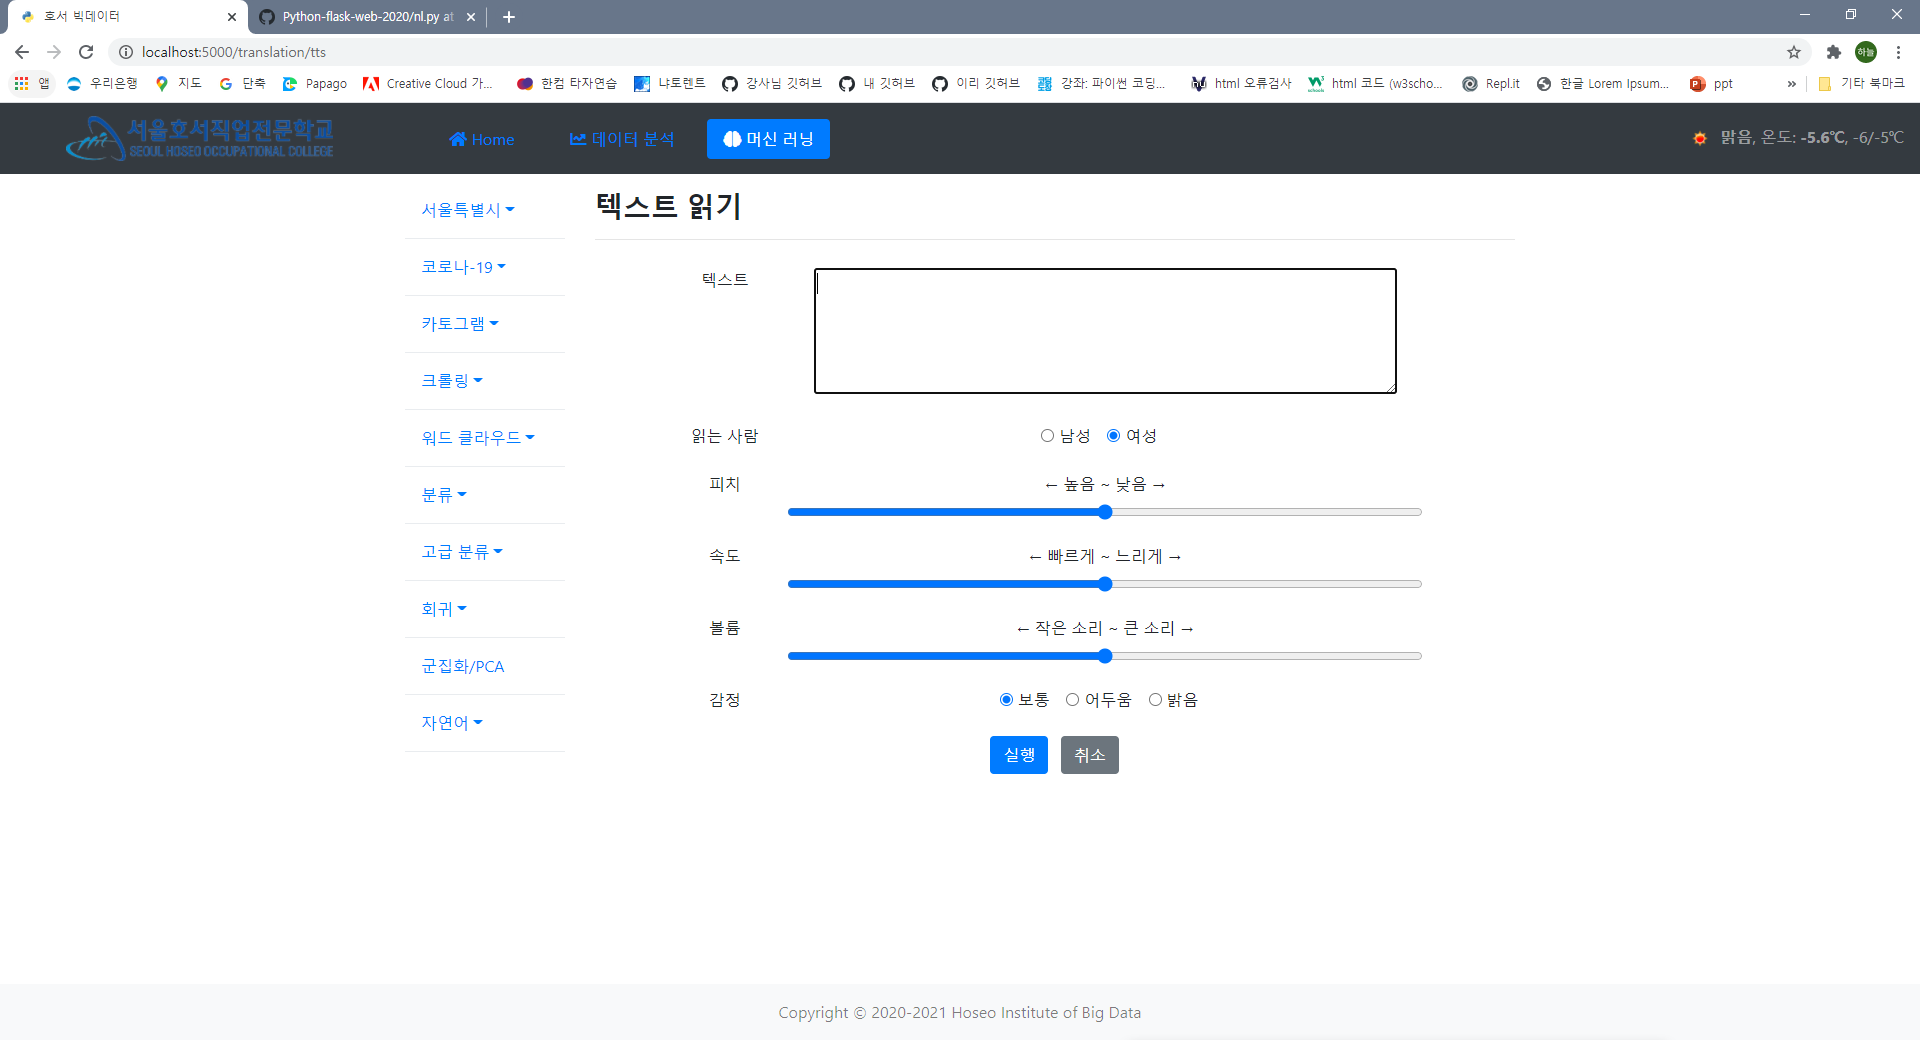 호서 빅데이터
Python-flask-web-2020/nl.py at
localhost:5000/translation/tts
하늘
앱 우리은행 지도 단축 Papago Creative Cloud 가... 한컴 타자연습 냐토렌트 강사님 깃허브 내 깃허브 이리 깃허브 강좌: 파이썬 코딩... html 오류검사 html 코드 (w3scho... Repl.it 한글 Lorem Ipsum... ppt » 기타 북마크
서울호서직업전문학교
SEOUL HOSEO OCCUPATIONAL COLLEGE
Home 데이터 분석 머신 러닝
맑음, 온도: -5.6℃, -6/-5℃
서울특별시
코로나-19
카토그램
크롤링
워드 클라우드
분류
고급 분류
회귀
군집화/PCA
자연어
텍스트 읽기
텍스트
읽는 사람 남성 여성
피치 ← 높음 ~ 낮음 →
속도 ← 빠르게 ~ 느리게 →
볼륨 ← 작은 소리 ~ 큰 소리 →
감정 보통 어두움 밝음
실행 취소
Copyright © 2020-2021 Hoseo Institute of Big Data